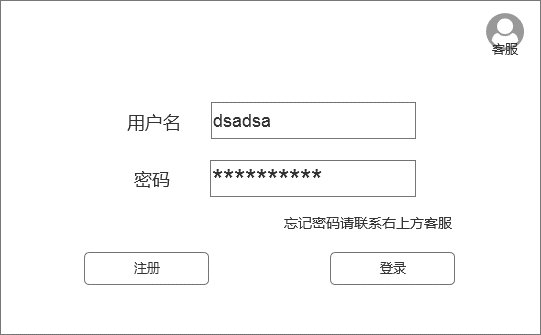 客服
用户名 dsadsa
密码 **********
忘记密码请联系右上方客服
注册 登录